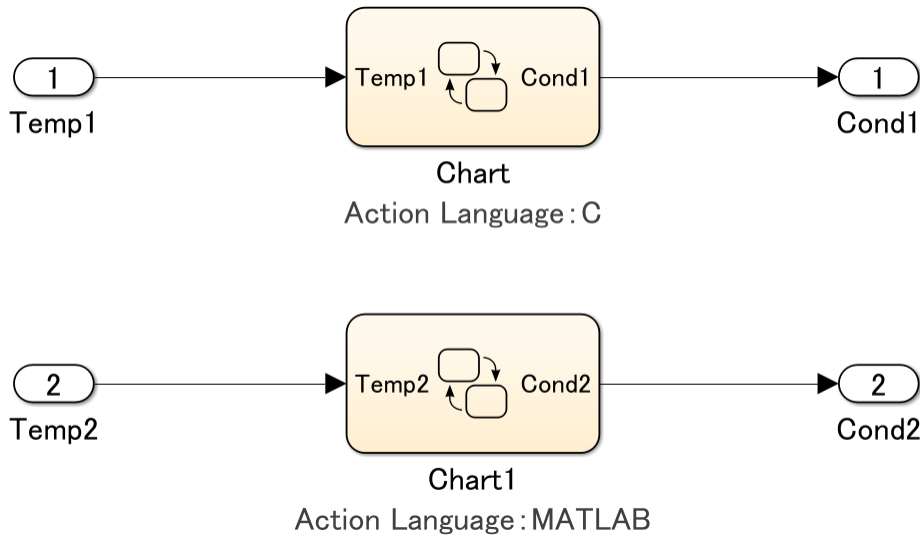 1
Temp1
Temp1
Cond1
1
Cond1
Chart
Action Language:C
2
Temp2
Temp2
Cond2
2
Cond2
Chart1
Action Language:MATLAB